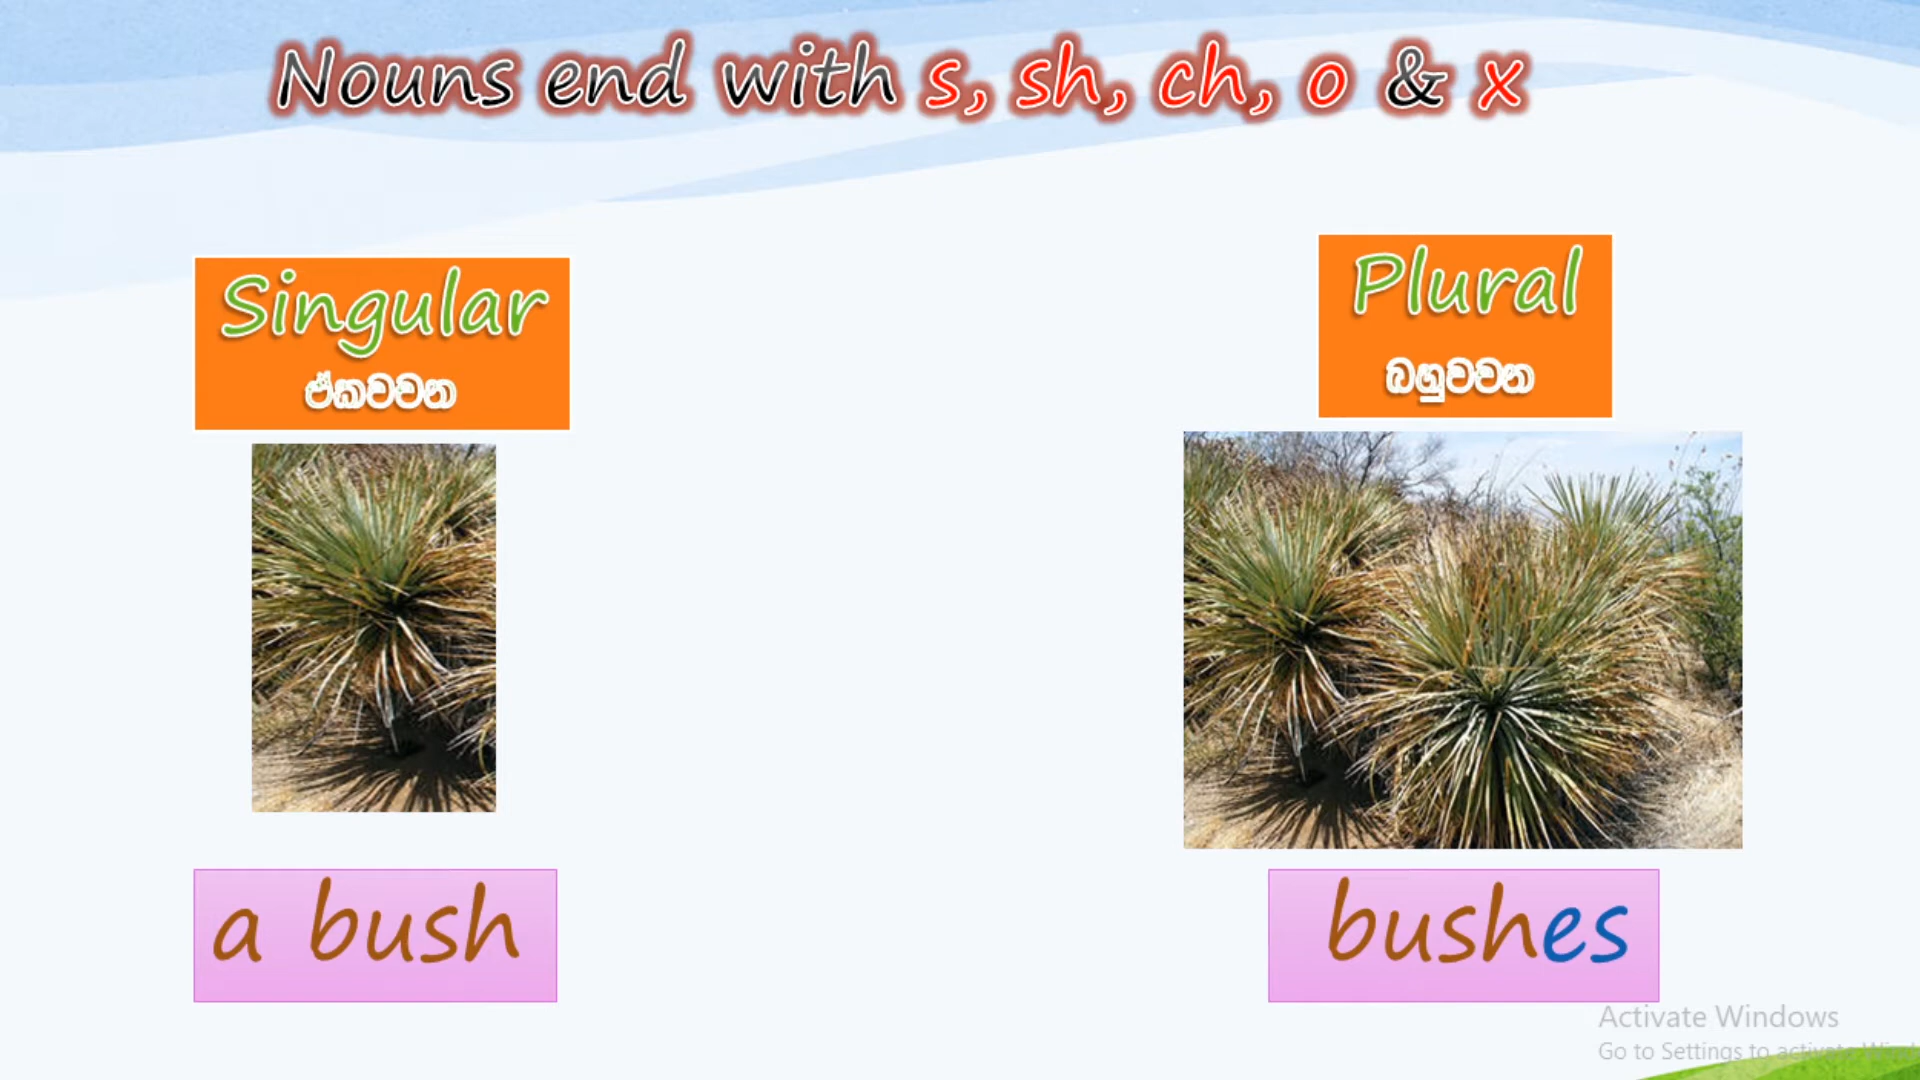 Nouns end with s, sh, ch, o & x
Singular
ඒකවචන
Plural
බහුවචන
a bush
bushes
Activate Windows
Go to Settings to activate